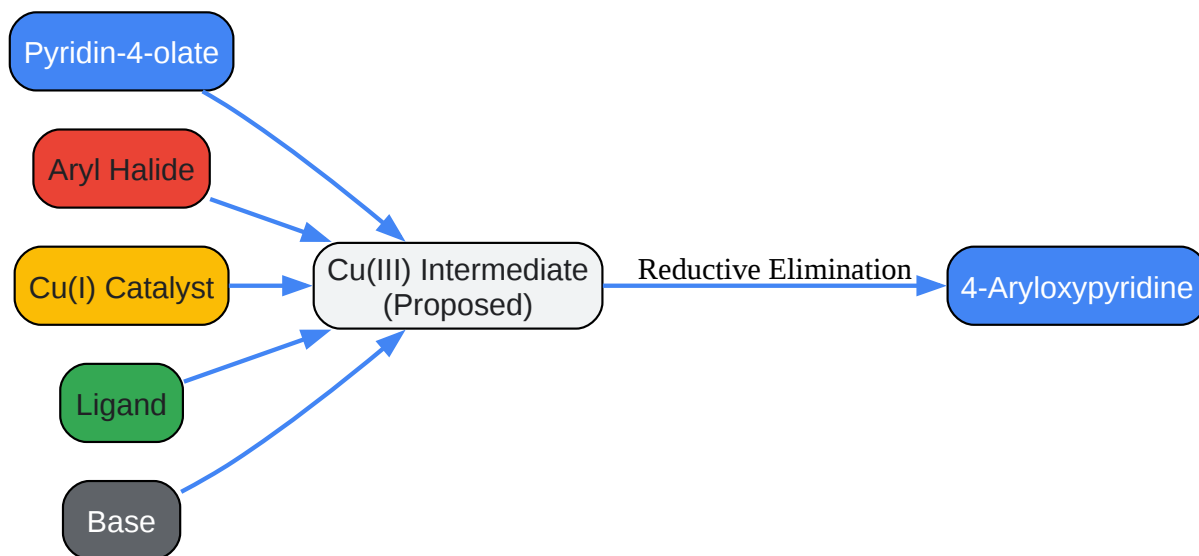 Pyridin-4-olate
Aryl Halide
Cu(I) Catalyst
Ligand
Base
Cu(III) Intermediate
(Proposed)
Reductive Elimination
4-Aryloxypyridine